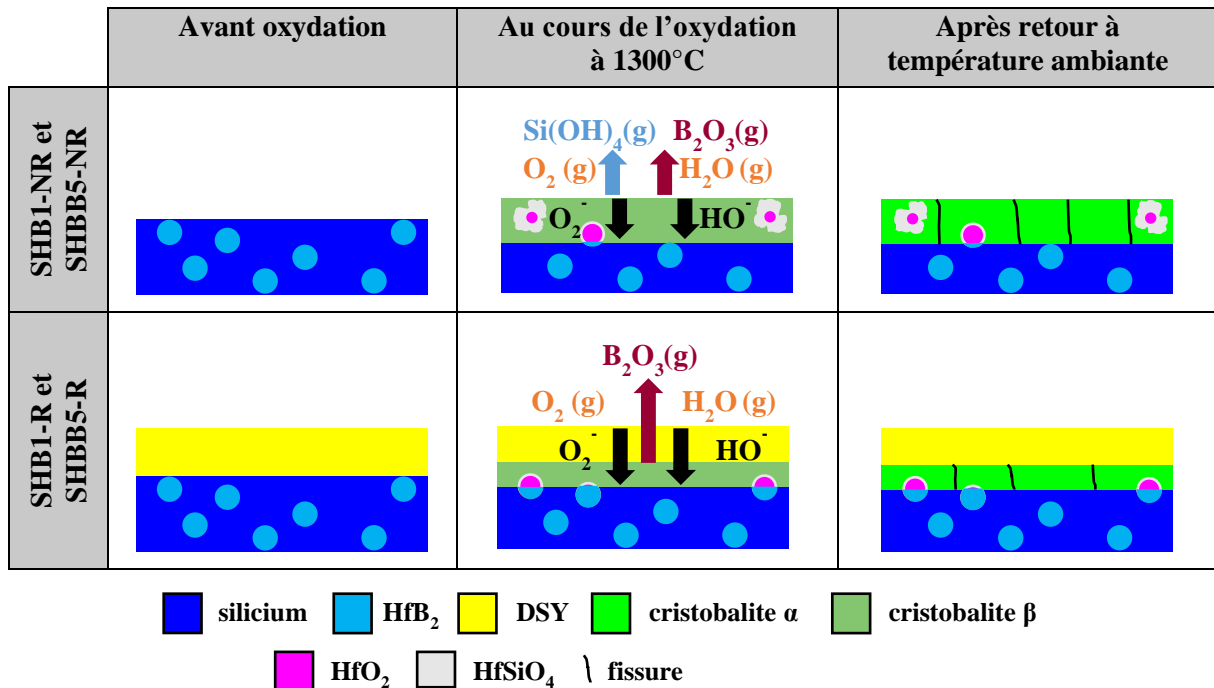 Avant oxydation
Au cours de l'oxydation
à 1300°C
Après retour à
température ambiante
SHB1-NR et
SHBB5-NR
Si(OH)₄(g) B₂O₃(g)
O₂ (g) H₂O (g)
O₂⁻ HO⁻
SHB1-R et
SHBB5-R
B₂O₃(g)
O₂ (g) H₂O (g)
O₂⁻ HO⁻
silicium HfB₂ DSY cristobalite α cristobalite β
HfO₂ HfSiO₄ fissure